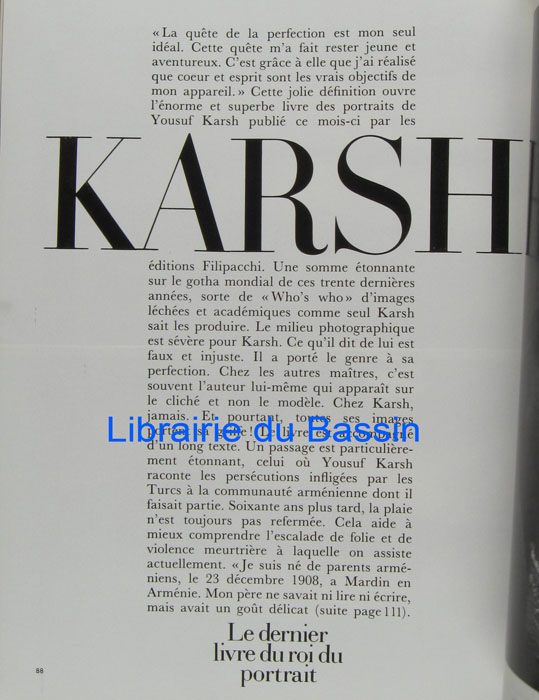 « La quête de la perfection est mon seul
idéal. Cette quête m'a fait rester jeune et
aventureux. C'est grâce à elle que j'ai réalisé
que coeur et esprit sont les vrais objectifs de
mon appareil. » Cette jolie définition ouvre
l'énorme et superbe livre des portraits de
Yousuf Karsh publié ce mois-ci par les
KARSH
éditions Filipacchi. Une somme étonnante
sur le gotha mondial de ces trente dernières
années, sorte de « Who's who » d'images
léchées et académiques comme seul Karsh
sait les produire. Le milieu photographique
est sévère pour Karsh. Ce qu'il dit de lui est
faux et injuste. Il a porté le genre à sa
perfection. Chez les autres maîtres, c'est
souvent l'auteur lui-même qui apparaît sur
le cliché et non le modèle. Chez Karsh,
jamais. Et pourtant, toutes ses images
Librairie du Bassin
d'un long texte. Un passage est particulière-
ment étonnant, celui où Yousuf Karsh
raconte les persécutions infligées par les
Turcs à la communauté arménienne dont il
faisait partie. Soixante ans plus tard, la plaie
n'est toujours pas refermée. Cela aide à
mieux comprendre l'escalade de folie et de
violence meurtrière à laquelle on assiste
actuellement. « Je suis né de parents armé-
niens, le 23 décembre 1908, a Mardin en
Arménie. Mon père ne savait ni lire ni écrire,
mais avait un goût délicat (suite page 111).
Le dernier
livre du roi du
portrait
88